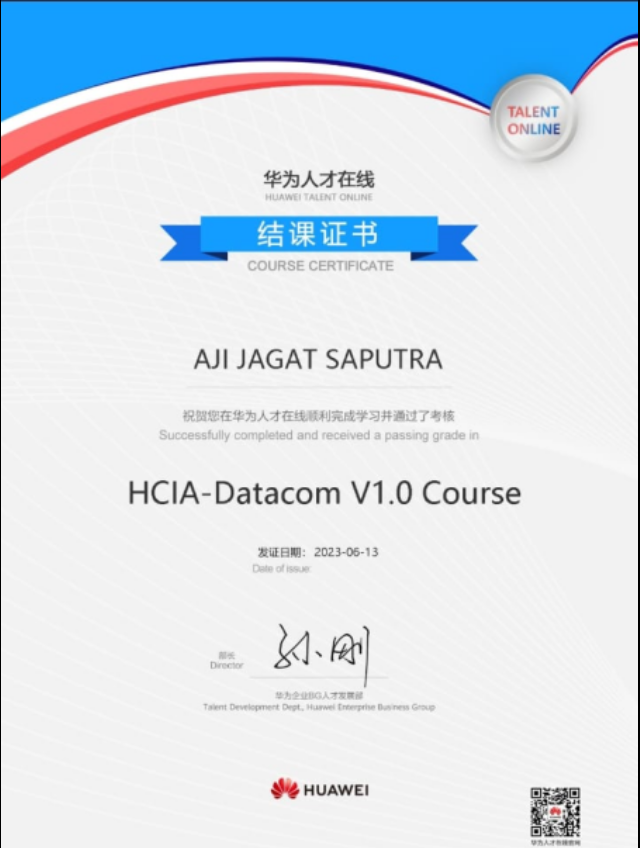 TALENT
ONLINE
华为人才在线
HUAWEI TALENT ONLINE
结课证书
COURSE CERTIFICATE
AJI JAGAT SAPUTRA
祝贺您在华为人才在线顺利完成学习并通过了考核
Successfully completed and received a passing grade in
HCIA-Datacom V1.0 Course
发证日期: 2023-06-13
Date of issue:
孙刚
部长
Director
华为企业BG人才发展部
Talent Development Dept., Huawei Enterprise Business Group
HUAWEI
华为人才在线查询